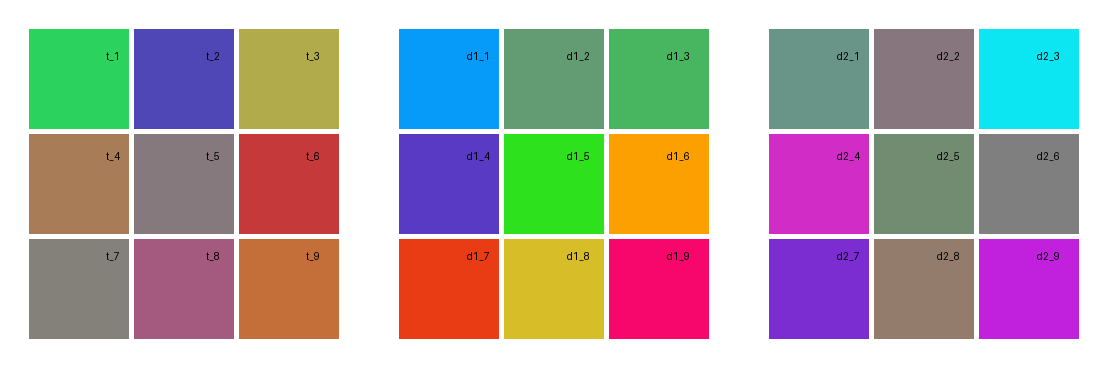 t_1 t_2 t_3 d1_1 d1_2 d1_3 d2_1 d2_2 d2_3
t_4 t_5 t_6 d1_4 d1_5 d1_6 d2_4 d2_5 d2_6
t_7 t_8 t_9 d1_7 d1_8 d1_9 d2_7 d2_8 d2_9